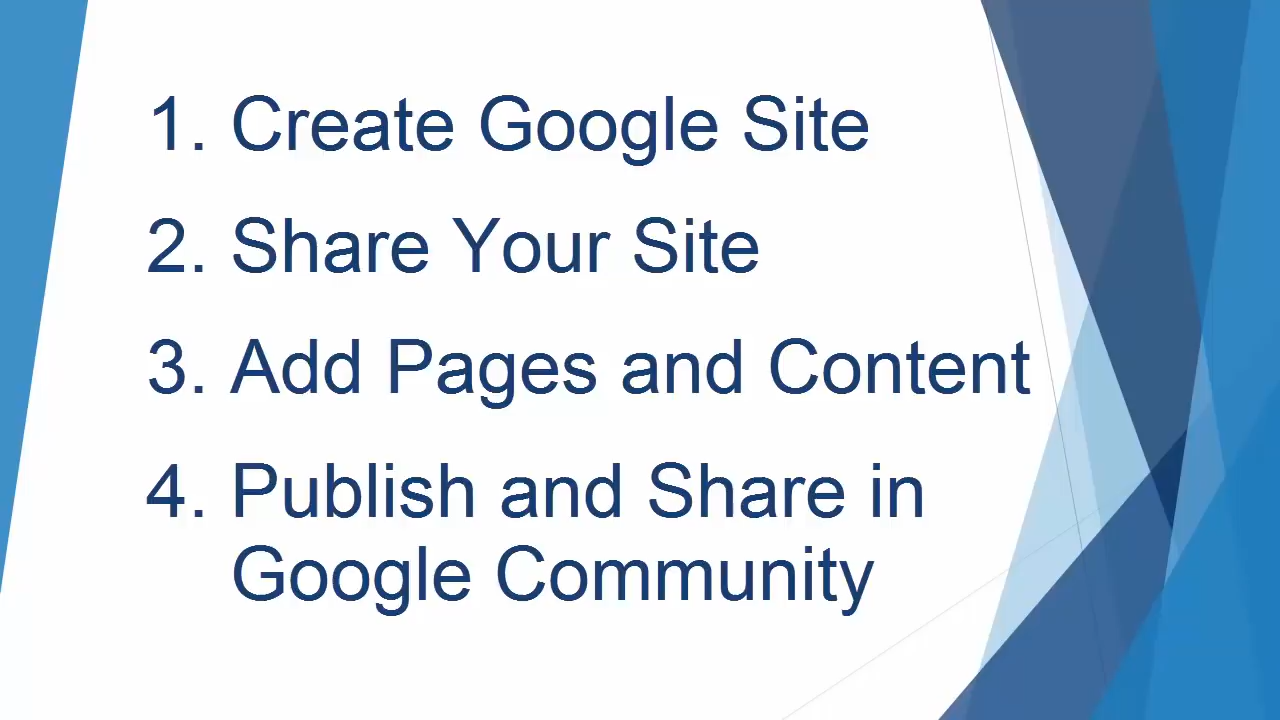 1. Create Google Site
2. Share Your Site
3. Add Pages and Content
4. Publish and Share in
Google Community